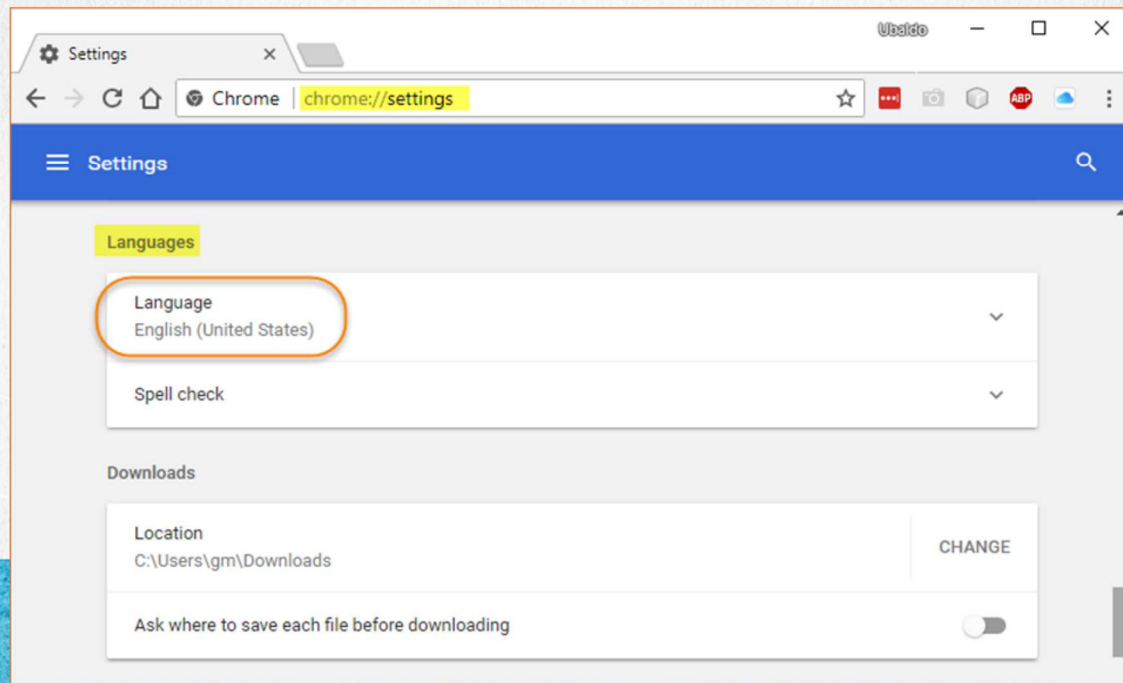 Ubaldo
Settings
Chrome | chrome://settings
ABP
Settings
Languages
Language
English (United States)
Spell check
Downloads
Location
C:\Users\gm\Downloads
CHANGE
Ask where to save each file before downloading